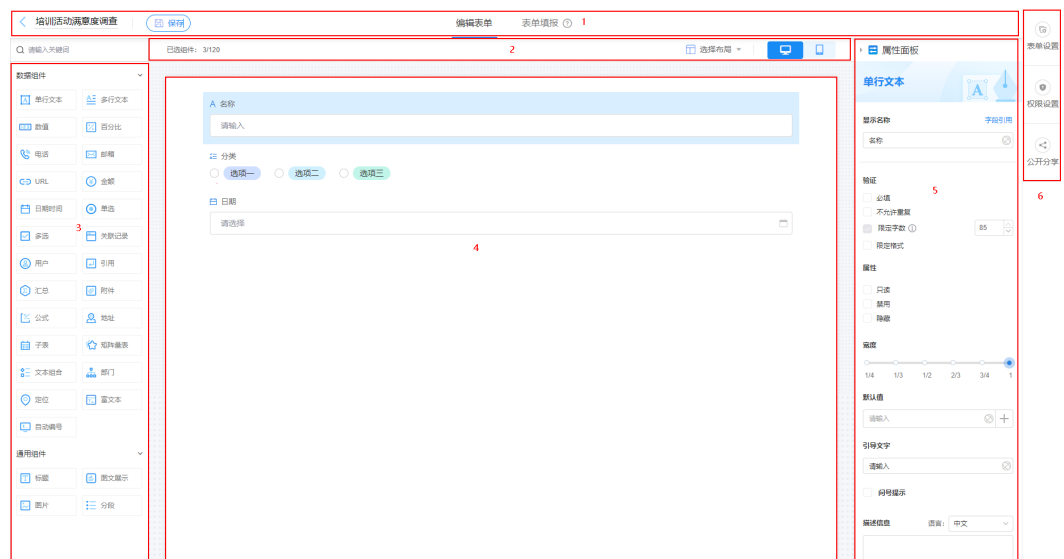 培训活动满意度调查
保存
编辑表单
表单填报
1
请输入关键词
已选组件: 3/120
2
选择布局
数据组件
单行文本
多行文本
数值
百分比
电话
邮箱
URL
金额
日期时间
单选
3
多选
关联记录
用户
引用
汇总
附件
公式
地址
子表
矩阵量表
文本组合
部门
定位
富文本
自动编号
通用组件
标题
图文展示
图片
分段
A 名称
请输入
分类
选项一
选项二
选项三
日期
请选择
4
属性面板
单行文本
显示名称
字段引用
名称
验证
5
必填
不允许重复
限定字数
85
限定格式
属性
只读
禁用
隐藏
宽度
1/4
1/3
1/2
2/3
3/4
1
默认值
请输入
引导文字
请输入
问号提示
描述信息
语言:
中文
表单设置
权限设置
公开分享
6